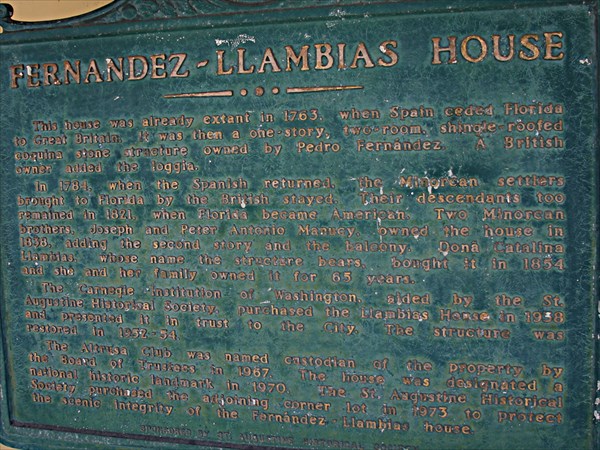 FERNANDEZ-LLAMBIAS HOUSE
This house was already extant in 1763, when Spain ceded Florida
to Great Britain. It was then a one-story, two-room, shingle-roofed
coquina stone structure owned by Pedro Fernandez. A British
owner added the loggia.
In 1784, when the Spanish returned, the Minorcan settlers
brought to Florida by the British stayed. Their descendants too
remained in 1821, when Florida became American. Two Minorcan
brothers, Joseph and Peter Antonio Manucy, owned the house in
1838, adding the second story and the balcony. Dona Catalina
Llambias, whose name the structure bears, bought it in 1854
and she and her family owned it for 65 years.
The Carnegie Institution of Washington, aided by the St.
Augustine Historical Society, purchased the Llambias House in 1938
and presented it in trust to the City. The structure was
restored in 1952-54.
The Altrusa Club was named custodian of the property by
the Board of Trustees in 1967. The house was designated a
national historic landmark in 1970. The St. Augustine Historical
Society purchased the adjoining corner lot in 1973 to protect
the scenic integrity of the Fernandez-Llambias house.